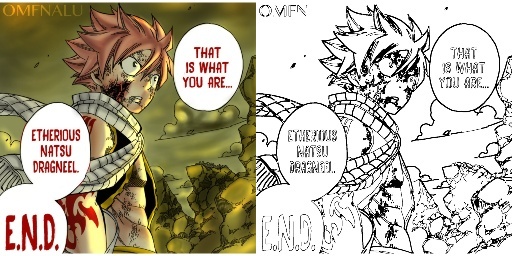 OMFNALU
THAT
IS WHAT
YOU ARE...
ETHERIOUS
NATSU
DRAGNEEL.
E.N.D.
OMFN
THAT
IS WHAT
YOU ARE...
ETHERIOUS
NATSU
DRAGNEEL.
E.N.D.